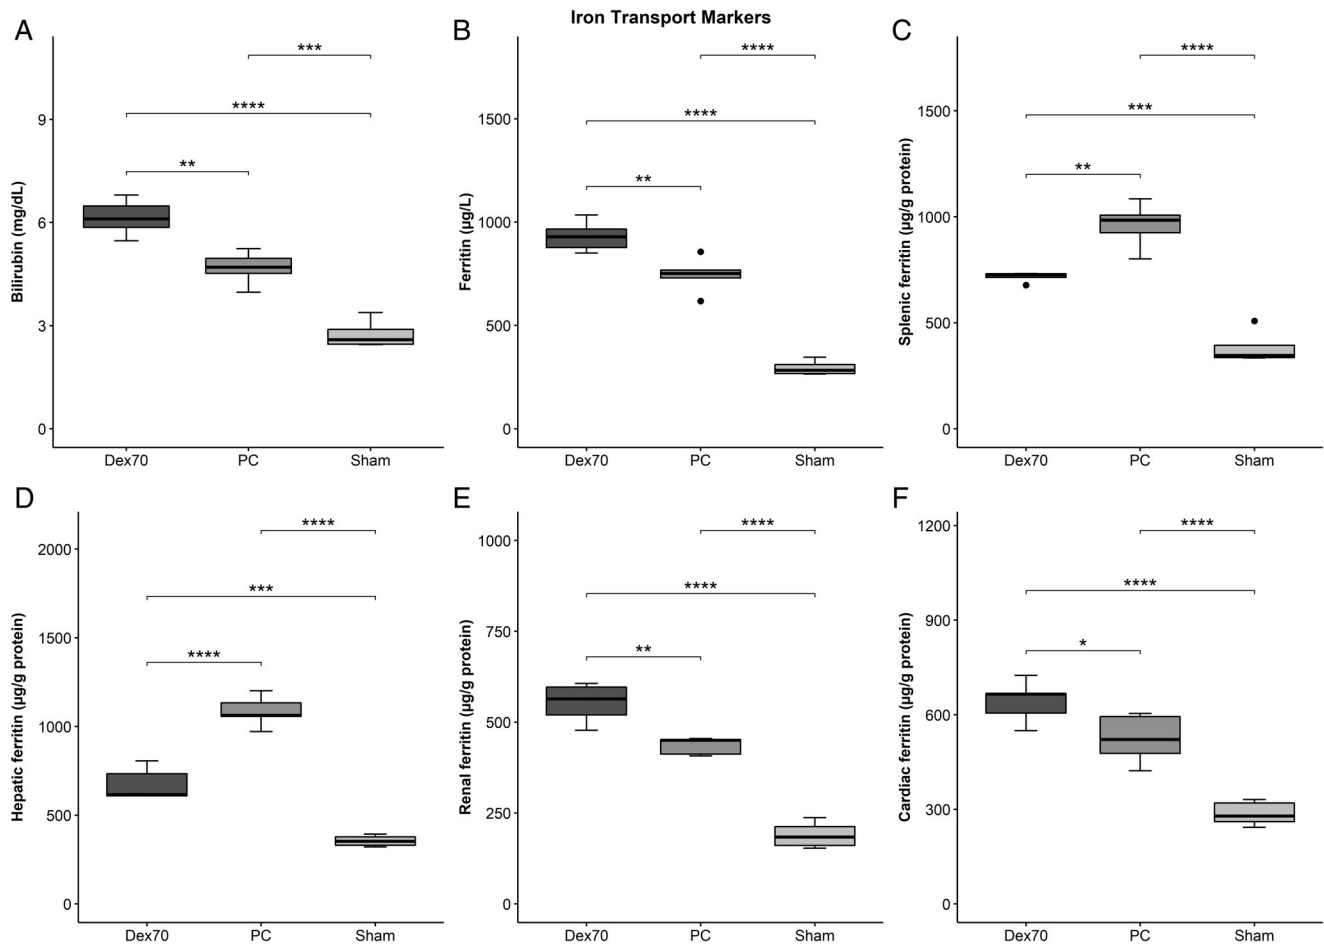 Iron Transport Markers
A
Bilirubin (mg/dL)
9
6
3
0
***
****
**
Dex70 PC Sham
B
Ferritin (µg/L)
1500
1000
500
0
****
****
**
Dex70 PC Sham
C
Splenic ferritin (µg/g protein)
1500
1000
500
0
****
***
**
Dex70 PC Sham
D
Hepatic ferritin (µg/g protein)
2000
1500
1000
500
0
****
***
****
Dex70 PC Sham
E
Renal ferritin (µg/g protein)
1000
750
500
250
0
****
****
**
Dex70 PC Sham
F
Cardiac ferritin (µg/g protein)
1200
900
600
300
0
****
****
*
Dex70 PC Sham